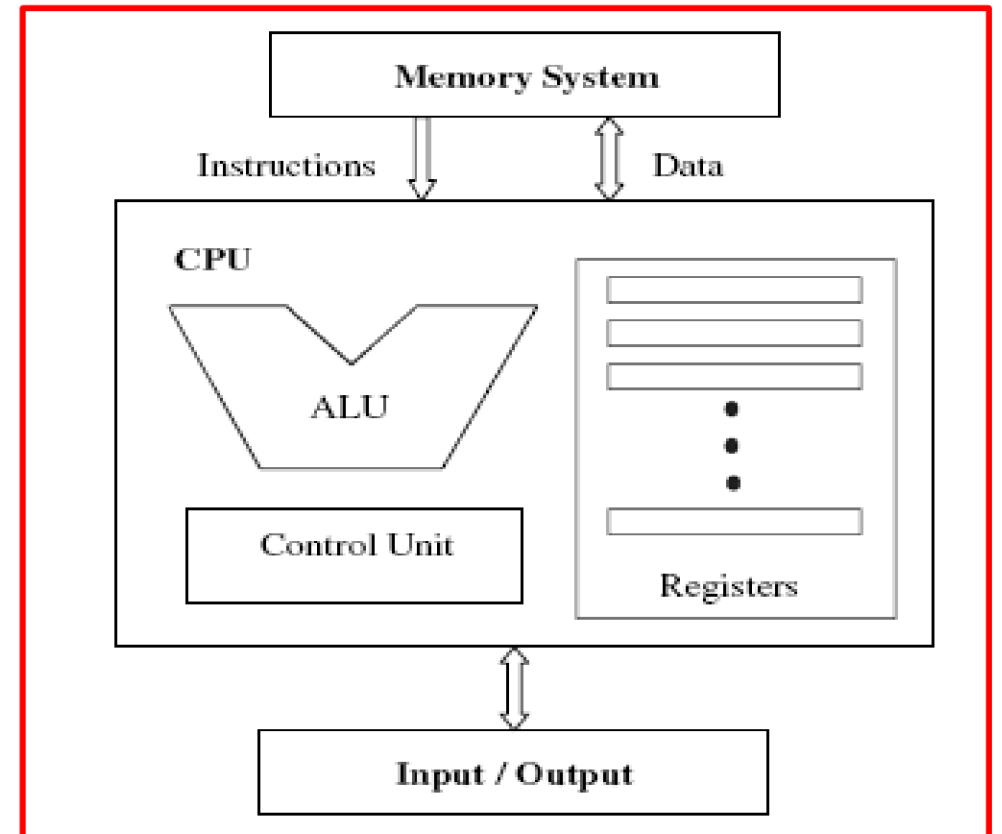 Memory System
Instructions
Data
CPU
ALU
Control Unit
Registers
Input / Output